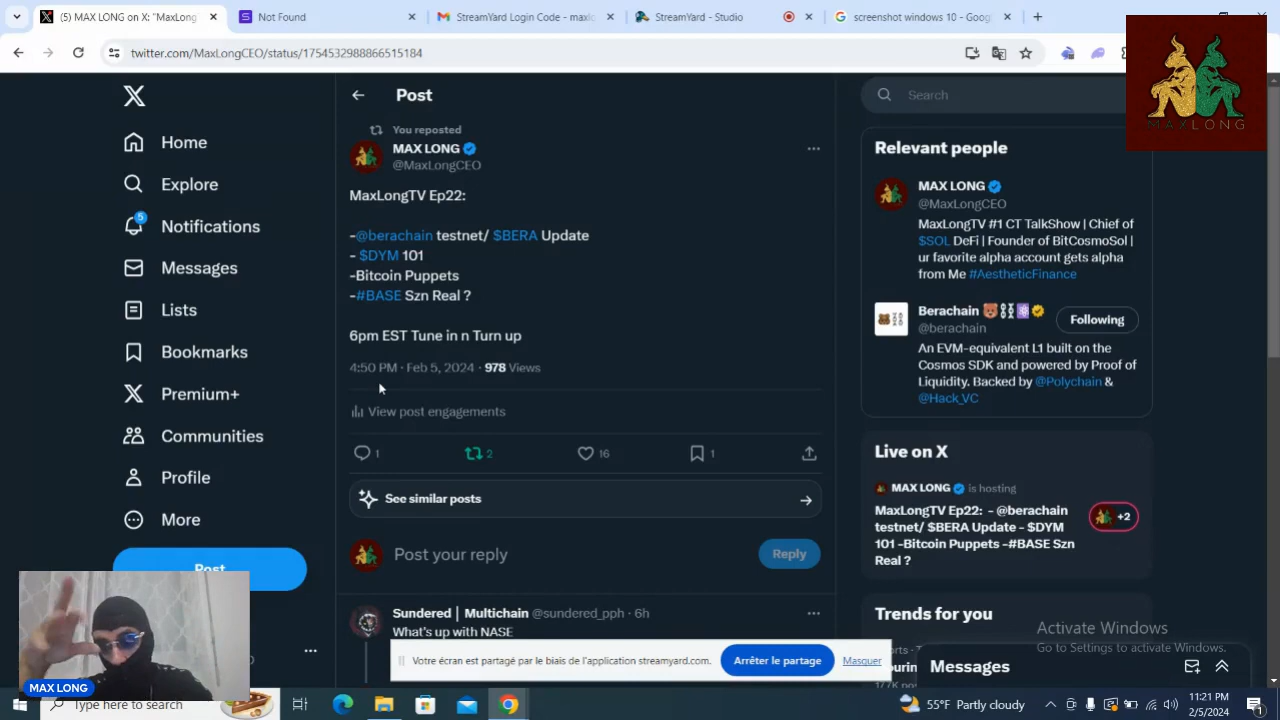 (5) MAX LONG on X: "MaxLong
Not Found
StreamYard Login Code - maxlo
StreamYard - Studio
screenshot windows 10 - Goog
twitter.com/MaxLongCEO/status/1754532988866515184
MAXLONG
Home
Explore
5
Notifications
Messages
Lists
Bookmarks
Premium+
Communities
Profile
More
Post
Post
You reposted
MAX LONG
@MaxLongCEO
MaxLongTV Ep22:
-@berachain testnet/ $BERA Update
- $DYM 101
-Bitcoin Puppets
-#BASE Szn Real ?
6pm EST Tune in n Turn up
4:50 PM · Feb 5, 2024 · 978 Views
View post engagements
1
2
16
1
See similar posts
Post your reply
Reply
Sundered | Multichain @sundered_pph · 6h
What's up with NASE
Search
Relevant people
MAX LONG
@MaxLongCEO
MaxLongTV #1 CT TalkShow | Chief of
$SOL DeFi | Founder of BitCosmoSol |
ur favorite alpha account gets alpha
from Me #AestheticFinance
Berachain
@berachain
Following
An EVM-equivalent L1 built on the
Cosmos SDK and powered by Proof of
Liquidity. Backed by @Polychain &
@Hack_VC
Live on X
MAX LONG is hosting
MaxLongTV Ep22: - @berachain
testnet/ $BERA Update - $DYM
101 -Bitcoin Puppets -#BASE Szn
Real ?
+2
Trends for you
Activate Windows
Go to Settings to activate Windows.
Messages
Votre écran est partagé par le biais de l'application streamyard.com.
Arrêter le partage
Masquer
MAX LONG
Type here to search
55°F Partly cloudy
11:21 PM
2/5/2024
1